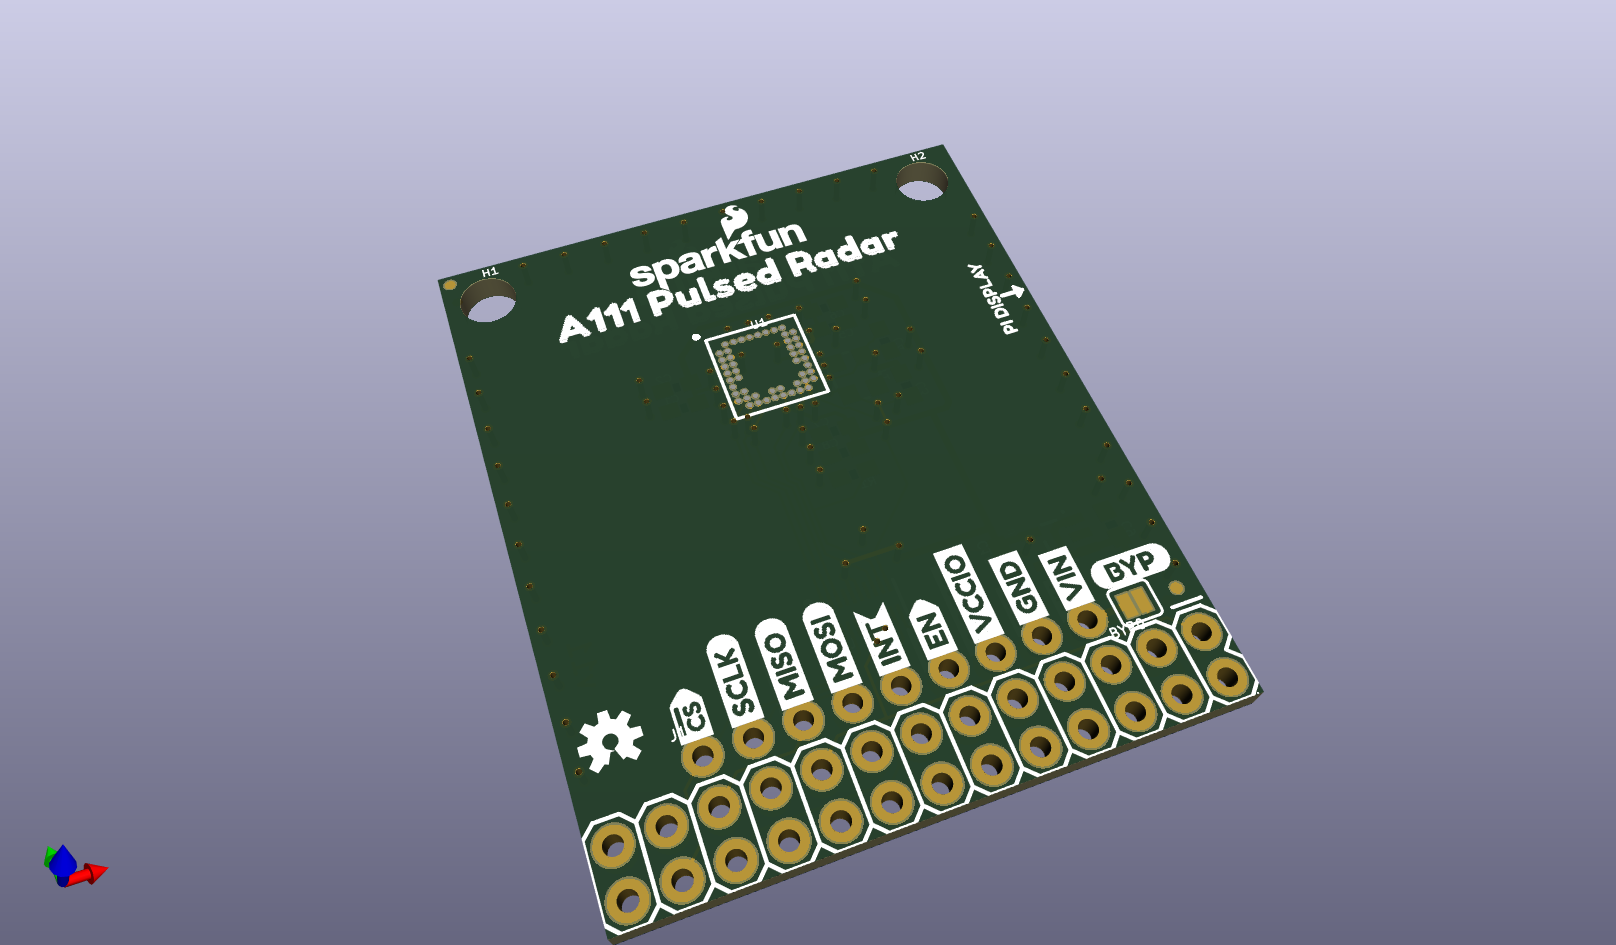 H2
H1
sparkfun
A111 Pulsed Radar
PI DISPLAY
U1
BYP
VIN
GND
VCCIO
EN
INT
MOSI
MISO
SCLK
CS